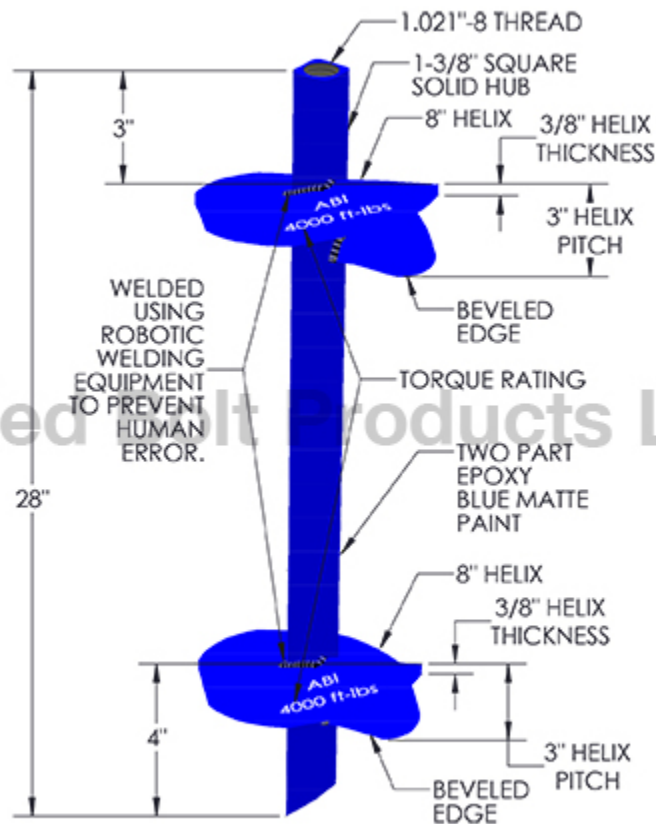 1.021"-8 THREAD
1-3/8" SQUARE
SOLID HUB
8" HELIX
3/8" HELIX
THICKNESS
3"
ABI
4000 ft-lbs
3" HELIX
PITCH
BEVELED
EDGE
WELDED
USING
ROBOTIC
WELDING
EQUIPMENT
TO PREVENT
HUMAN
ERROR.
TORQUE RATING
ed Bolt Products L
TWO PART
EPOXY
BLUE MATTE
PAINT
28"
8" HELIX
3/8" HELIX
THICKNESS
ABI
4000 ft-lbs
4"
3" HELIX
PITCH
BEVELED
EDGE